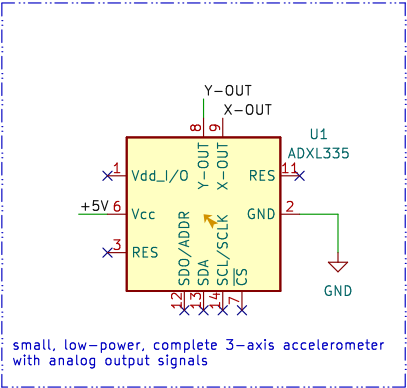 Y-OUT
X-OUT
8
9
U1
ADXL335
Y-OUT
X-OUT
1
Vdd_I/O
RES
11
+5V
6
Vcc
GND
2
3
RES
SDO/ADDR
SDA
SCL/SCLK
CS
12
13
14
7
GND
small, low-power, complete 3-axis accelerometer
with analog output signals